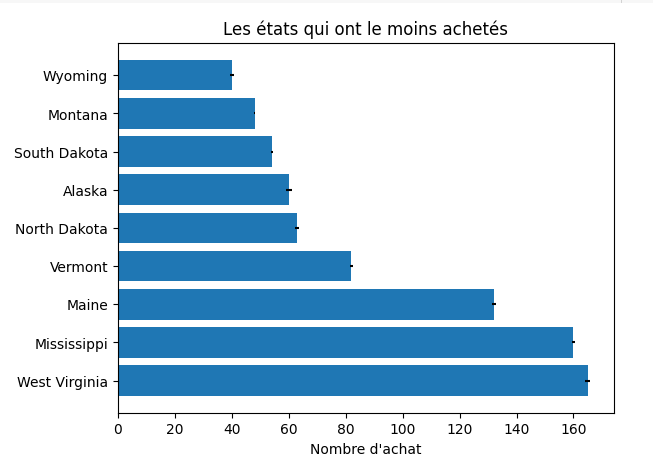 Les états qui ont le moins achetés
Wyoming
Montana
South Dakota
Alaska
North Dakota
Vermont
Maine
Mississippi
West Virginia
0 20 40 60 80 100 120 140 160
Nombre d'achat